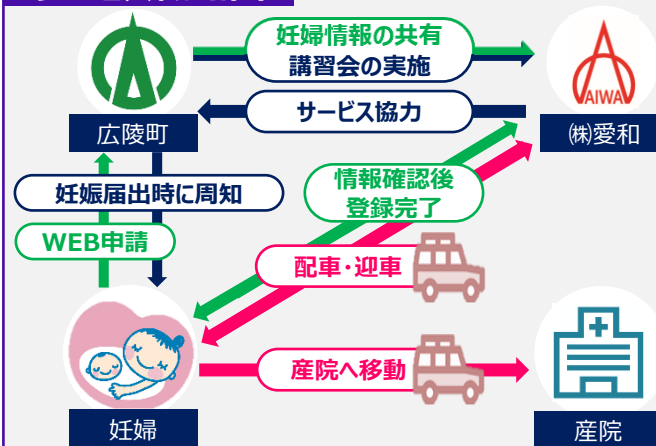 妊婦情報の共有
講習会の実施
サービス協力
AIWA
広陵町
㈱愛和
妊娠届出時に周知
情報確認後
登録完了
WEB申請
配車・迎車
産院へ移動
妊婦
産院